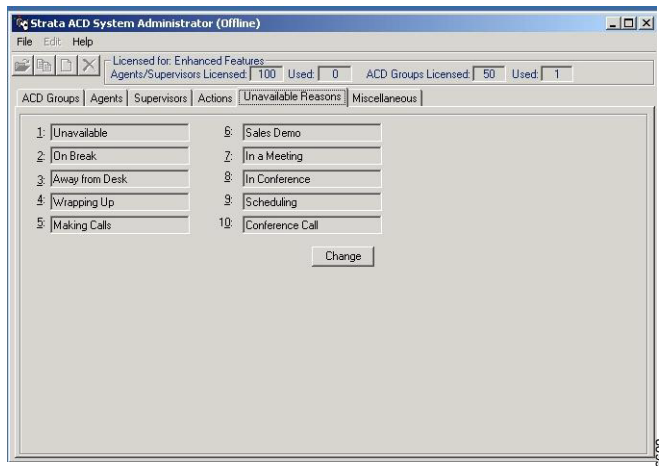 Strata ACD System Administrator (Offline)
File Edit Help
Licensed for: Enhanced Features
Agents/Supervisors Licensed: 100 Used: 0 ACD Groups Licensed: 50 Used: 1
ACD Groups Agents Supervisors Actions Unavailable Reasons Miscellaneous
1: Unavailable 6: Sales Demo
2: On Break 7: In a Meeting
3: Away from Desk 8: In Conference
4: Wrapping Up 9: Scheduling
5: Making Calls 10: Conference Call
Change